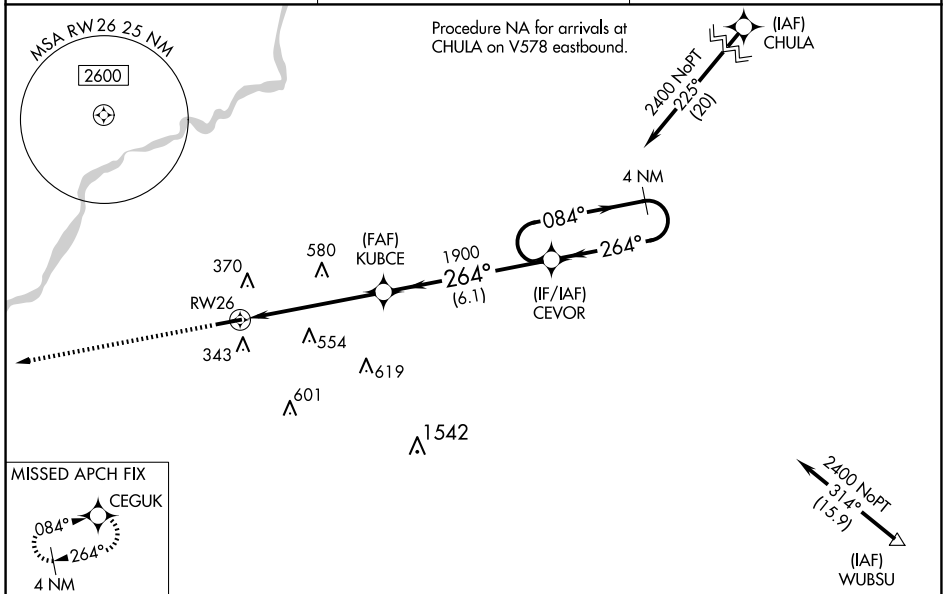 MSA RW26 25 NM
2600
Procedure NA for arrivals at
CHULA on V578 eastbound.
(IAF)
CHULA
2400 NoPT
225°
(20)
4 NM
084°
264°
(IF/IAF)
CEVOR
1900
264°
(6.1)
(FAF)
KUBCE
580
370
RW26
343
554
619
601
1542
MISSED APCH FIX
CEGUK
084°
264°
4 NM
2400 NoPT
314°
(15.9)
(IAF)
WUBSU